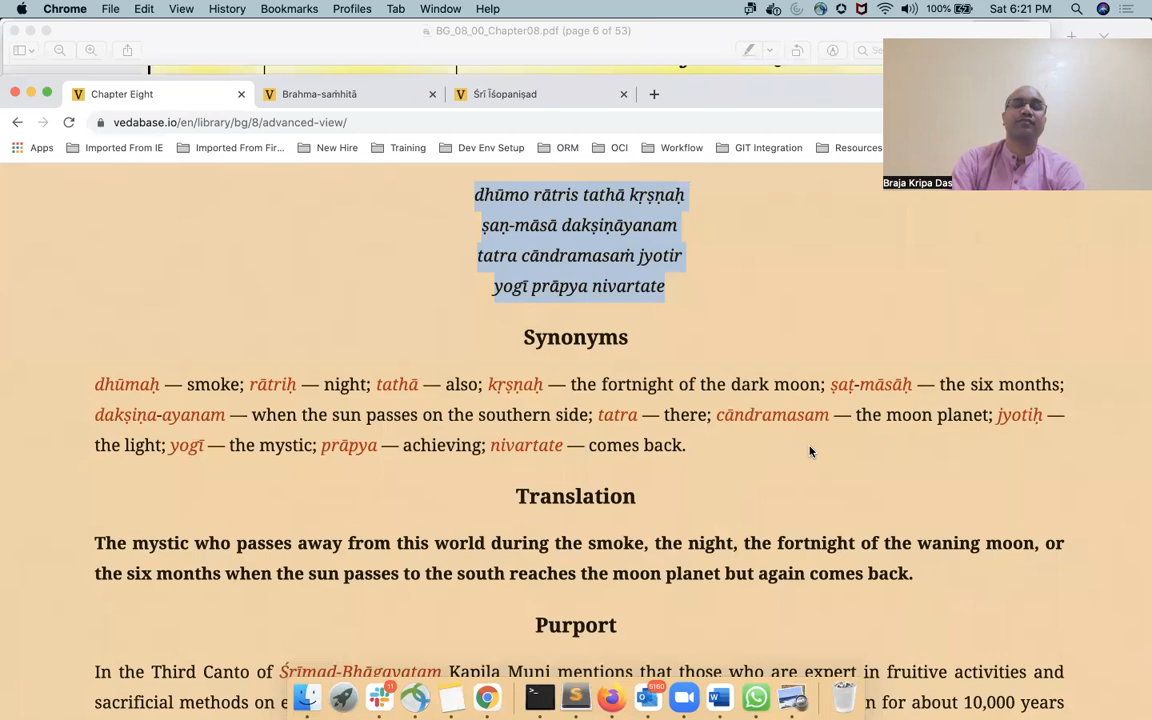 Chrome File Edit View History Bookmarks Profiles Tab Window Help 100% Sat 6:21 PM
BG_08_00_Chapter08.pdf (page 6 of 53)
Chapter Eight Brahma-saṁhitā Śrī Īśopaniṣad
vedabase.io/en/library/bg/8/advanced-view/
Apps Imported From IE Imported From Fir... New Hire Training Dev Env Setup ORM OCI Workflow GIT Integration Resources
Braja Kripa Das
dhūmo rātris tathā kṛṣṇaḥ
ṣaṇ-māsā dakṣiṇāyanam
tatra cāndramasaṁ jyotir
yogī prāpya nivartate
Synonyms
dhūmaḥ — smoke; rātriḥ — night; tathā — also; kṛṣṇaḥ — the fortnight of the dark moon; ṣaṭ-māsāḥ — the six months;
dakṣiṇa-ayanam — when the sun passes on the southern side; tatra — there; cāndramasam — the moon planet; jyotiḥ —
the light; yogī — the mystic; prāpya — achieving; nivartate — comes back.
Translation
The mystic who passes away from this world during the smoke, the night, the fortnight of the waning moon, or
the six months when the sun passes to the south reaches the moon planet but again comes back.
Purport
In the Third Canto of Śrīmad-Bhāgavatam Kapila Muni mentions that those who are expert in fruitive activities and
sacrificial methods on n for about 10,000 years